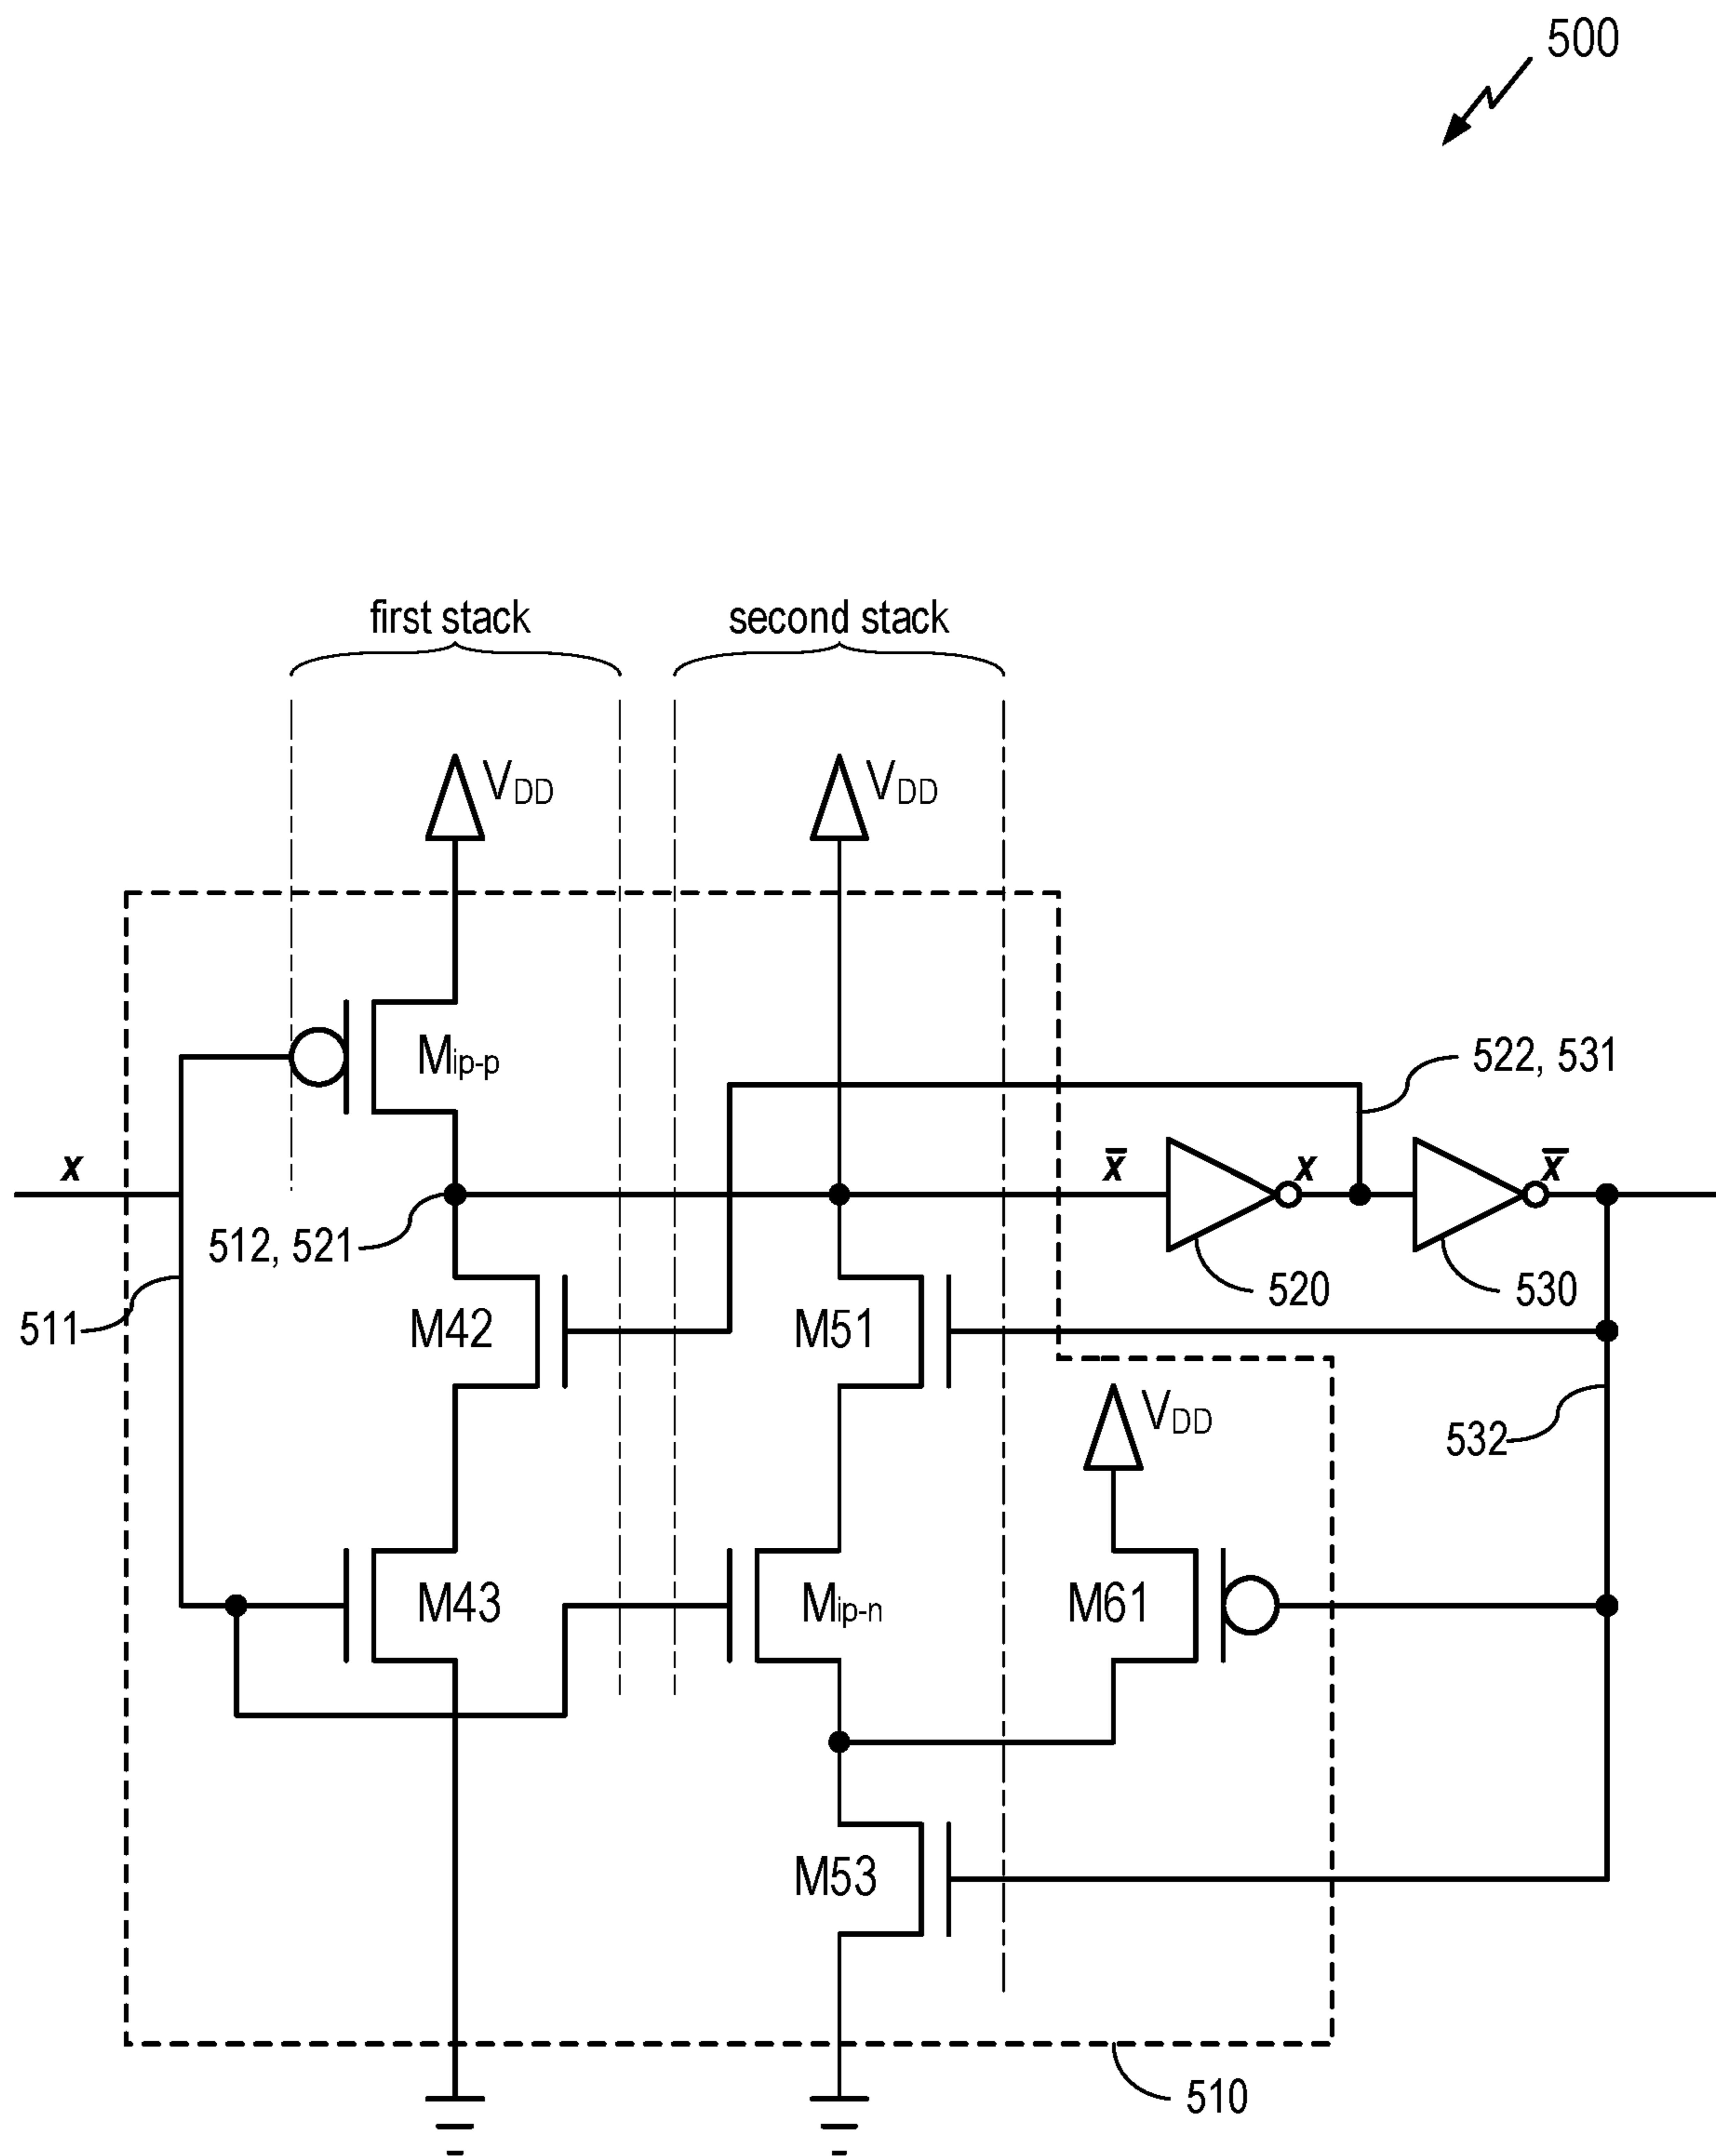 500
first stack second stack
VDD VDD
Mip-p
522, 531
x x̅ x x̅
512, 521
520 530
511 M42 M51
VDD
532
M43 Mip-n M61
M53
510